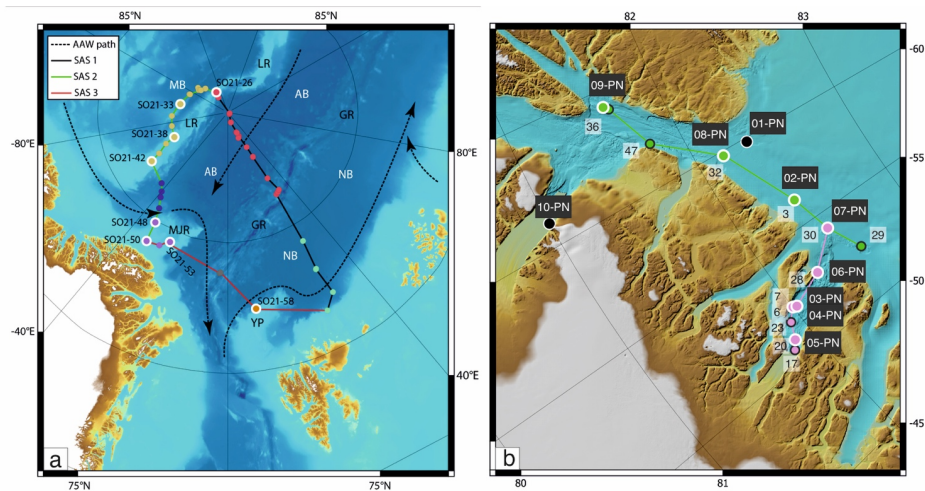 85°N
85°N
AAW path
SAS 1
SAS 2
SAS 3
LR
SO21-26
MB
AB
SO21-33
GR
LR
SO21-38
-80°E
80°E
SO21-42
AB
NB
SO21-48
GR
MJR
NB
SO21-50
SO21-53
SO21-58
YP
-40°E
40°E
a
75°N
75°N
82
83
-60
09-PN
01-PN
36
08-PN
47
-55
32
02-PN
10-PN
07-PN
3
30
29
-50
06-PN
28
7
03-PN
6
04-PN
23
20
05-PN
17
-45
b
80
81